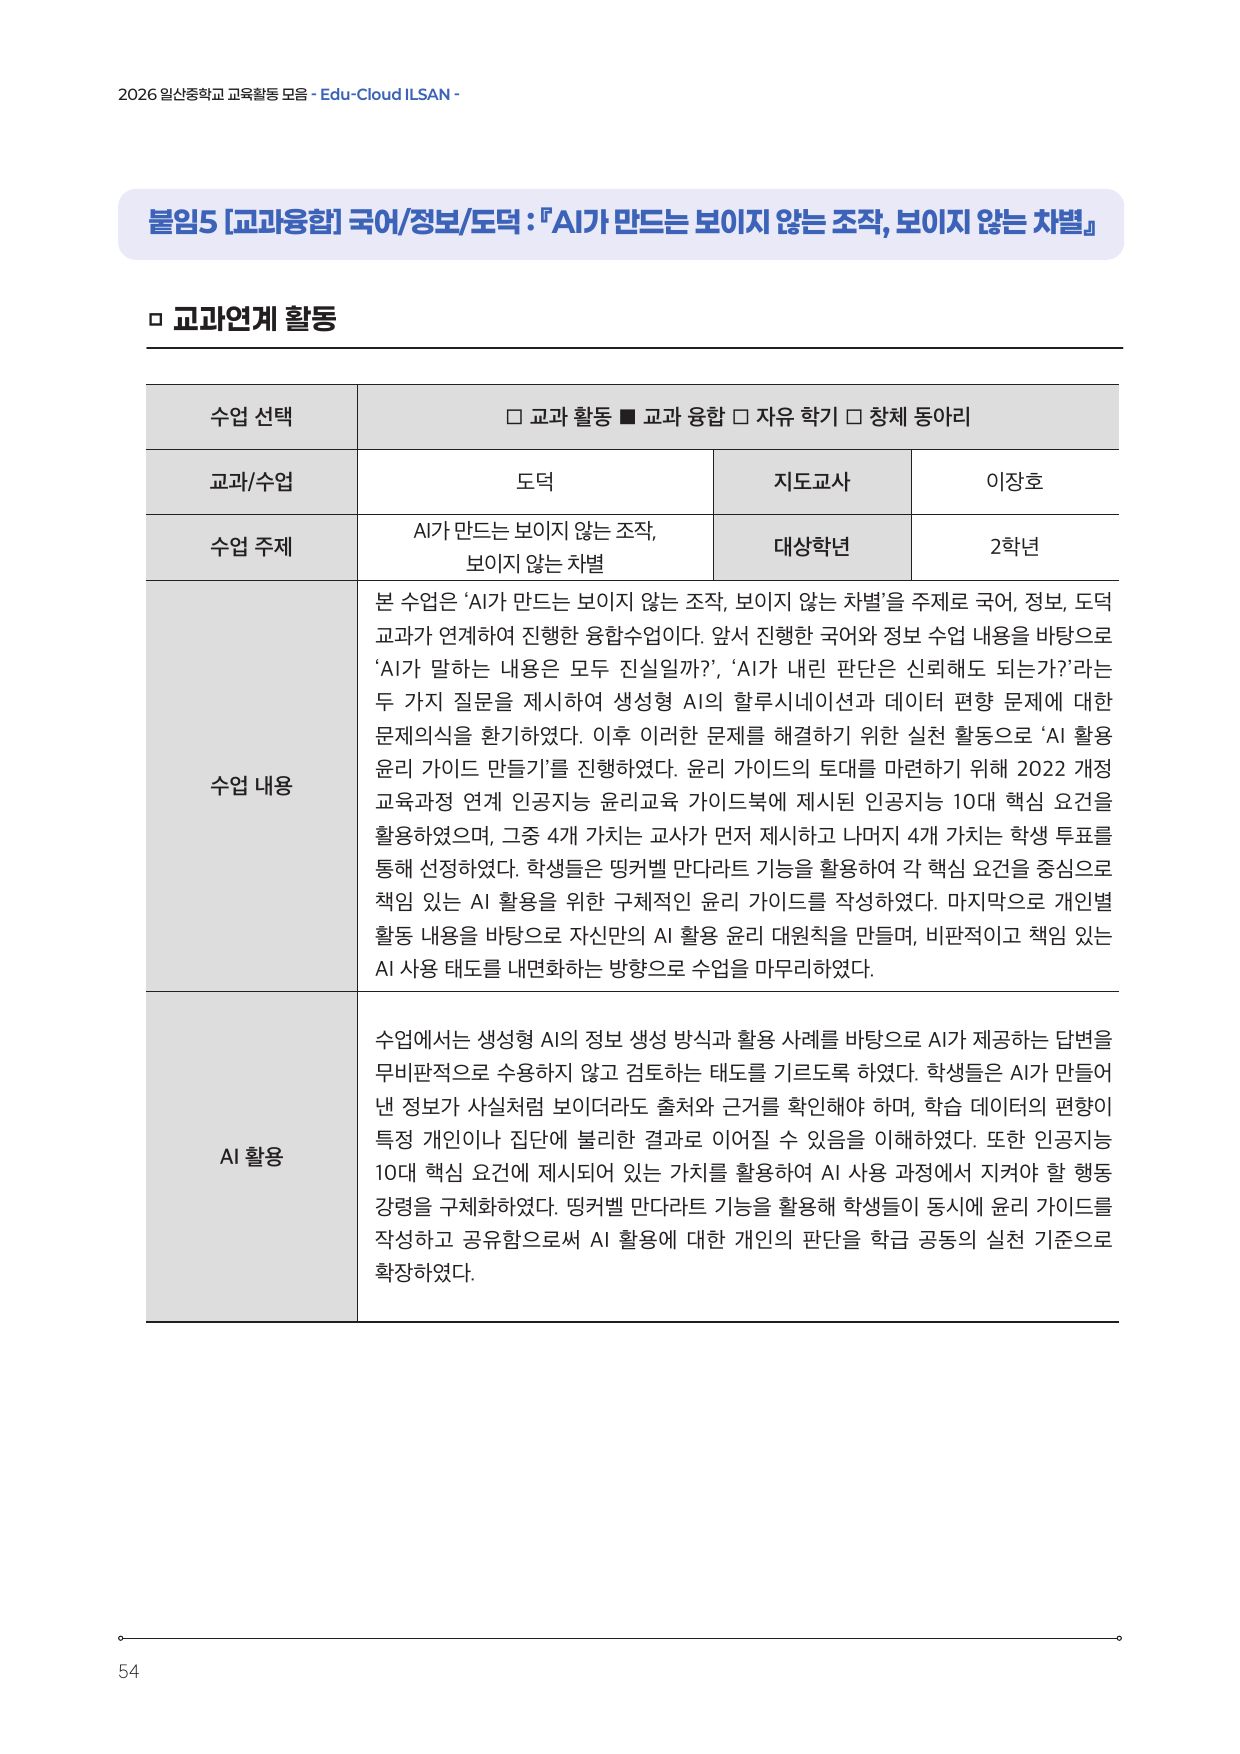 2026 일산중학교 교육활동 모음 - Edu-Cloud ILSAN -
붙임5 [교과융합] 국어/정보/도덕 : 『AI가 만드는 보이지 않는 조작, 보이지 않는 차별』
□ 교과연계 활동
수업 선택 □ 교과 활동 ■ 교과 융합 □ 자유 학기 □ 창체 동아리
교과/수업 도덕 지도교사 이장호
수업 주제 AI가 만드는 보이지 않는 조작,
보이지 않는 차별 대상학년 2학년
수업 내용
본 수업은 ‘AI가 만드는 보이지 않는 조작, 보이지 않는 차별’을 주제로 국어, 정보, 도덕
교과가 연계하여 진행한 융합수업이다. 앞서 진행한 국어와 정보 수업 내용을 바탕으로
‘AI가 말하는 내용은 모두 진실일까?’, ‘AI가 내린 판단은 신뢰해도 되는가?’라는
두 가지 질문을 제시하여 생성형 AI의 할루시네이션과 데이터 편향 문제에 대한
문제의식을 환기하였다. 이후 이러한 문제를 해결하기 위한 실천 활동으로 ‘AI 활용
윤리 가이드 만들기’를 진행하였다. 윤리 가이드의 토대를 마련하기 위해 2022 개정
교육과정 연계 인공지능 윤리교육 가이드북에 제시된 인공지능 10대 핵심 요건을
활용하였으며, 그중 4개 가치는 교사가 먼저 제시하고 나머지 4개 가치는 학생 투표를
통해 선정하였다. 학생들은 띵커벨 만다라트 기능을 활용하여 각 핵심 요건을 중심으로
책임 있는 AI 활용을 위한 구체적인 윤리 가이드를 작성하였다. 마지막으로 개인별
활동 내용을 바탕으로 자신만의 AI 활용 윤리 대원칙을 만들며, 비판적이고 책임 있는
AI 사용 태도를 내면화하는 방향으로 수업을 마무리하였다.
AI 활용
수업에서는 생성형 AI의 정보 생성 방식과 활용 사례를 바탕으로 AI가 제공하는 답변을
무비판적으로 수용하지 않고 검토하는 태도를 기르도록 하였다. 학생들은 AI가 만들어
낸 정보가 사실처럼 보이더라도 출처와 근거를 확인해야 하며, 학습 데이터의 편향이
특정 개인이나 집단에 불리한 결과로 이어질 수 있음을 이해하였다. 또한 인공지능
10대 핵심 요건에 제시되어 있는 가치를 활용하여 AI 사용 과정에서 지켜야 할 행동
강령을 구체화하였다. 띵커벨 만다라트 기능을 활용해 학생들이 동시에 윤리 가이드를
작성하고 공유함으로써 AI 활용에 대한 개인의 판단을 학급 공동의 실천 기준으로
확장하였다.
54